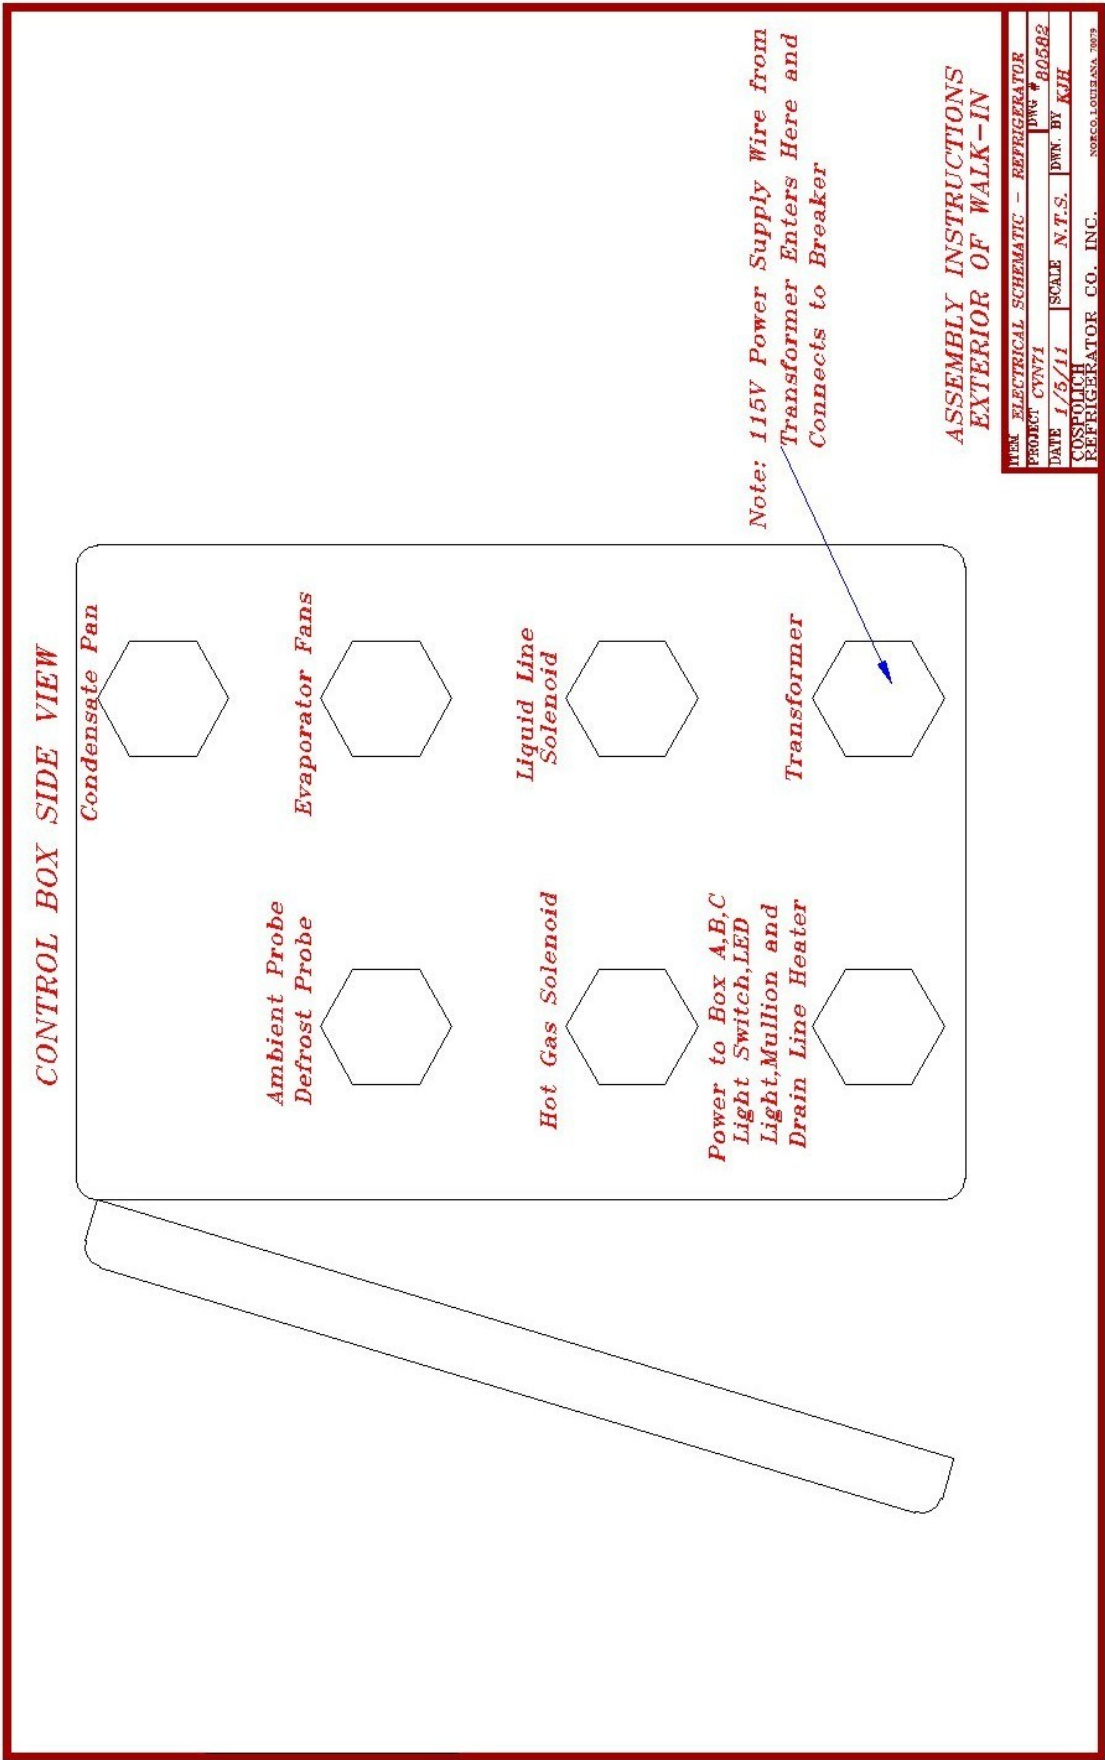 CONTROL BOX SIDE VIEW
Condensate Pan
Ambient Probe
Defrost Probe
Evaporator Fans
Hot Gas Solenoid
Liquid Line
Solenoid
Power to Box A,B,C
Light Switch,LED
Light,Mullion and
Drain Line Heater
Transformer
Note: 115V Power Supply Wire from
Transformer Enters Here and
Connects to Breaker
ASSEMBLY INSTRUCTIONS
EXTERIOR OF WALK-IN
ITEM ELECTRICAL SCHEMATIC - REFRIGERATOR
PROJECT CVN71 DWG # 80582
DATE 1/5/11 SCALE N.T.S. DWN. BY KJH
COSPOLICH
REFRIGERATOR CO. INC. NORCO, LOUISIANA 70079